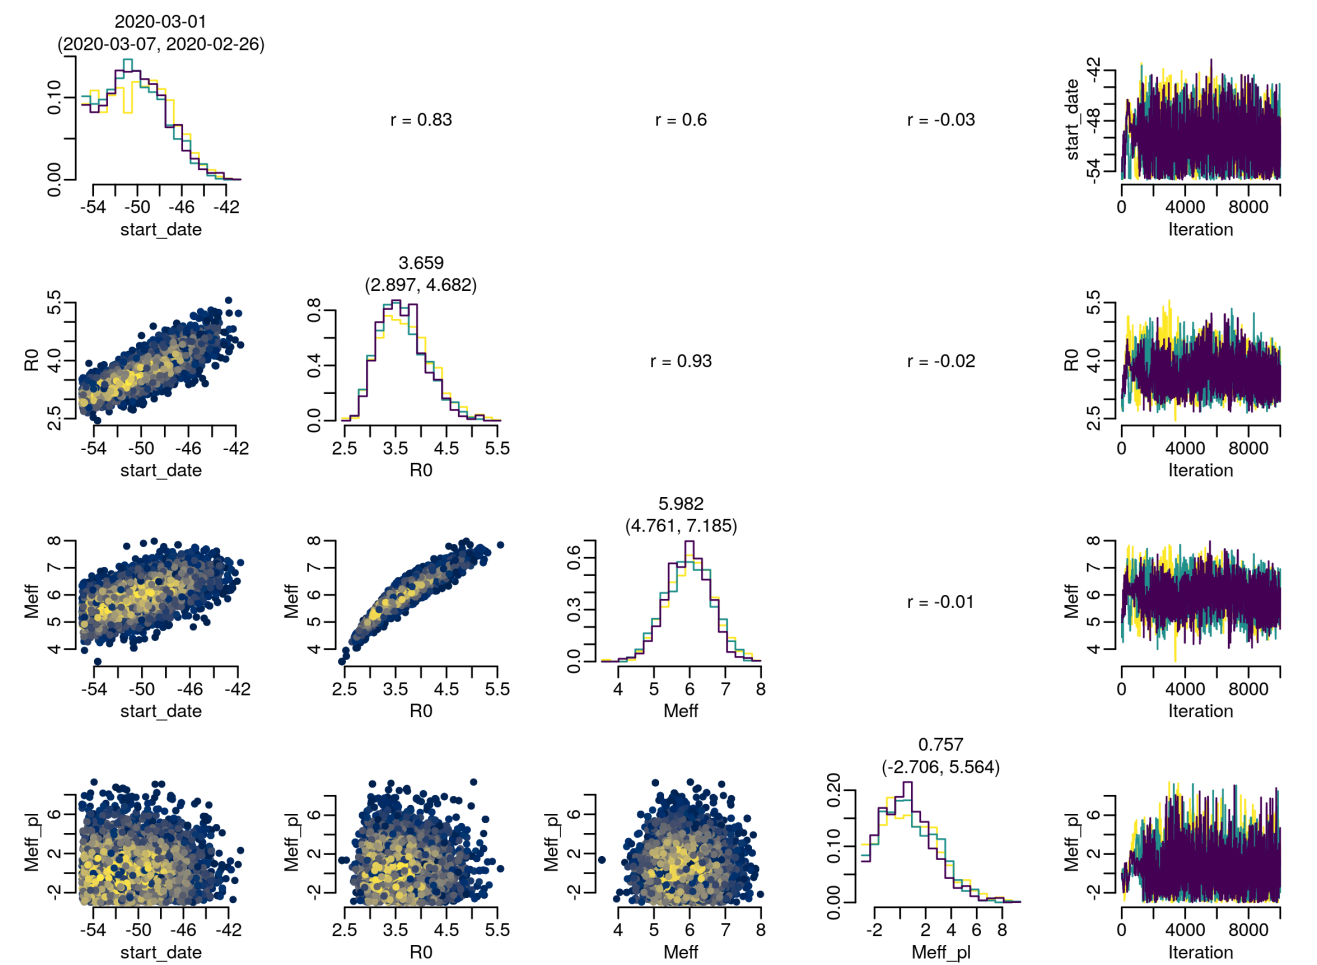 2020-03-01
(2020-03-07, 2020-02-26)
0.00 0.10
-54 -50 -46 -42
start_date
r = 0.83
r = 0.6
r = -0.03
start_date
-54 -48 -42
0 4000 8000
Iteration
R0
2.5 4.0 5.5
-54 -50 -46 -42
start_date
3.659
(2.897, 4.682)
0.0 0.4 0.8
2.5 3.5 4.5 5.5
R0
r = 0.93
r = -0.02
R0
2.5 4.0 5.5
0 4000 8000
Iteration
Meff
4 5 6 7 8
-54 -50 -46 -42
start_date
Meff
4 5 6 7 8
2.5 3.5 4.5 5.5
R0
5.982
(4.761, 7.185)
0.0 0.3 0.6
4 5 6 7 8
Meff
r = -0.01
Meff
4 5 6 7 8
0 4000 8000
Iteration
Meff_pl
-2 2 6
-54 -50 -46 -42
start_date
Meff_pl
-2 2 6
2.5 3.5 4.5 5.5
R0
Meff_pl
-2 2 6
4 5 6 7 8
Meff
0.757
(-2.706, 5.564)
0.00 0.10 0.20
-2 2 6 8
Meff_pl
Meff_pl
-2 2 6
0 4000 8000
Iteration